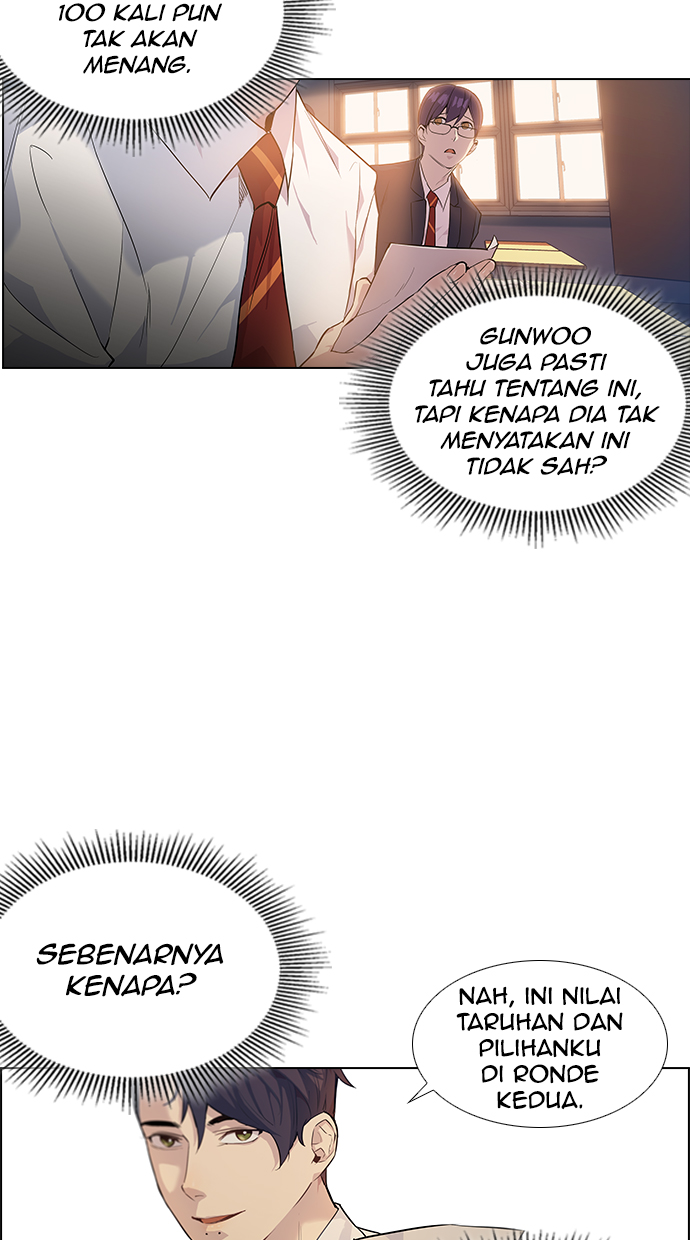 100 KALI PUN
TAK AKAN
MENANG.
GUNWOO
JUGA PASTI
TAHU TENTANG INI,
TAPI KENAPA DIA TAK
MENYATAKAN INI
TIDAK SAH?
SEBENARNYA
KENAPA?
NAH, INI NILAI
TARUHAN DAN
PILIHANKU
DI RONDE
KEDUA.